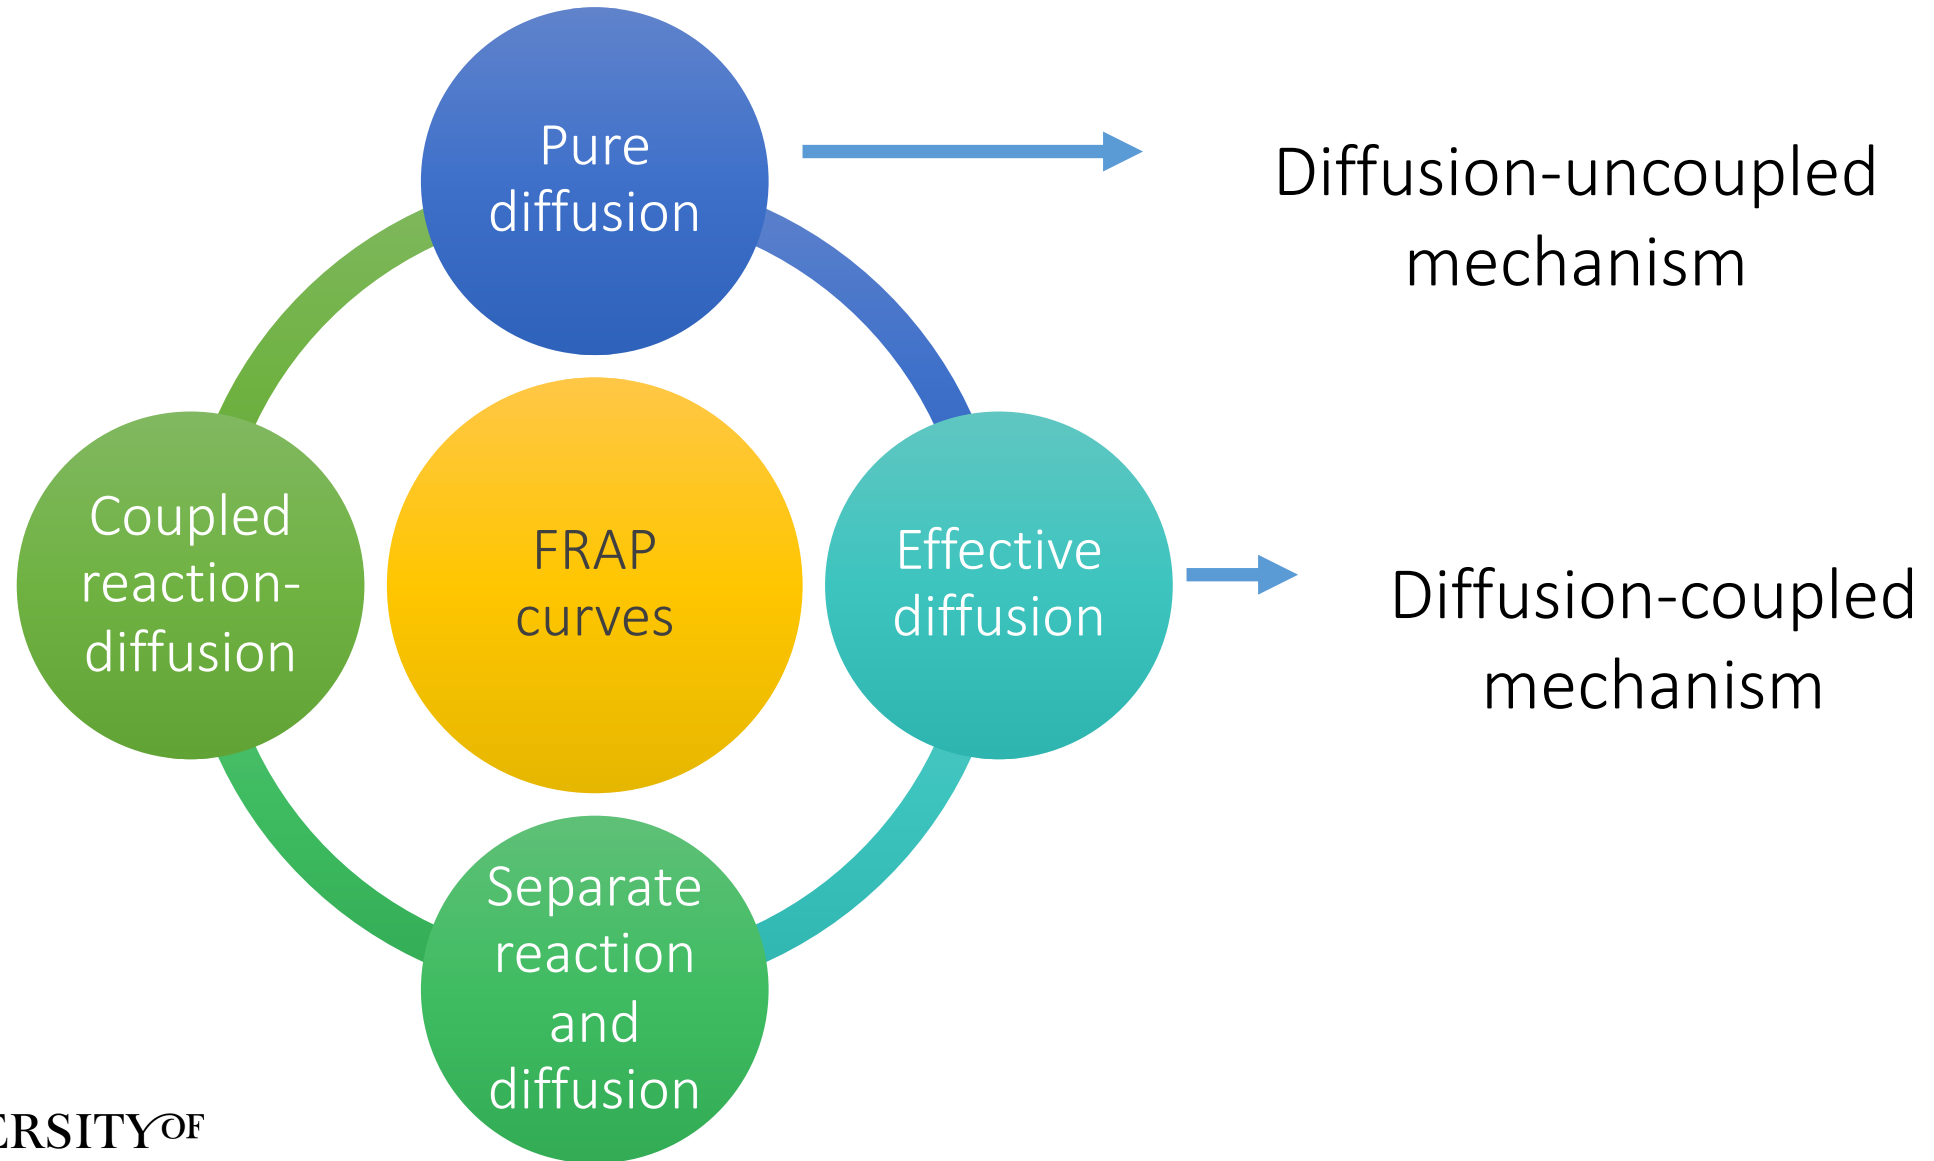 Pure
diffusion
Diffusion-uncoupled
mechanism
Coupled
reaction-
diffusion
FRAP
curves
Effective
diffusion
Diffusion-coupled
mechanism
Separate
reaction
and
diffusion
ERSITY OF